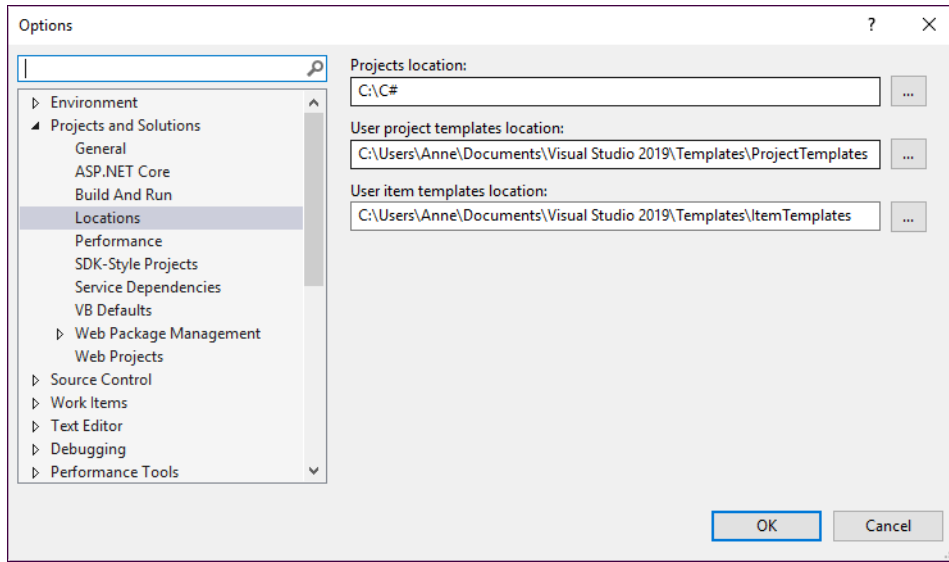 Options
Environment
Projects and Solutions
General
ASP.NET Core
Build And Run
Locations
Performance
SDK-Style Projects
Service Dependencies
VB Defaults
Web Package Management
Web Projects
Source Control
Work Items
Text Editor
Debugging
Performance Tools
Projects location:
C:\C#
...
User project templates location:
C:\Users\Anne\Documents\Visual Studio 2019\Templates\ProjectTemplates
...
User item templates location:
C:\Users\Anne\Documents\Visual Studio 2019\Templates\ItemTemplates
...
OK
Cancel